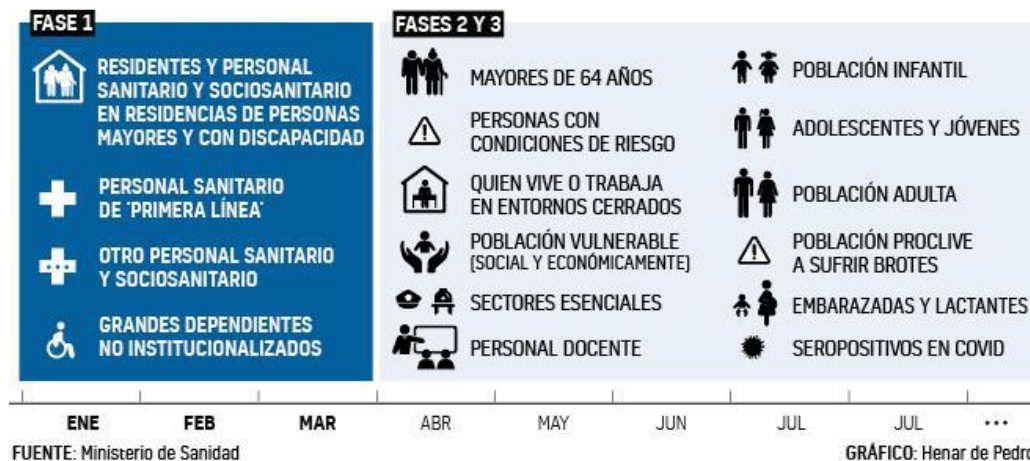 FASE 1
RESIDENTES Y PERSONAL
SANITARIO Y SOCIOSANITARIO
EN RESIDENCIAS DE PERSONAS
MAYORES Y CON DISCAPACIDAD
PERSONAL SANITARIO
DE 'PRIMERA LÍNEA'
OTRO PERSONAL SANITARIO
Y SOCIOSANITARIO
GRANDES DEPENDIENTES
NO INSTITUCIONALIZADOS
FASES 2 Y 3
MAYORES DE 64 AÑOS
PERSONAS CON
CONDICIONES DE RIESGO
QUIEN VIVE O TRABAJA
EN ENTORNOS CERRADOS
POBLACIÓN VULNERABLE
(SOCIAL Y ECONÓMICAMENTE)
SECTORES ESENCIALES
PERSONAL DOCENTE
POBLACIÓN INFANTIL
ADOLESCENTES Y JÓVENES
POBLACIÓN ADULTA
POBLACIÓN PROCLIVE
A SUFRIR BROTES
EMBARAZADAS Y LACTANTES
SEROPOSITIVOS EN COVID
ENE FEB MAR ABR MAY JUN JUL JUL ...
FUENTE: Ministerio de Sanidad
GRÁFICO: Henar de Pedro